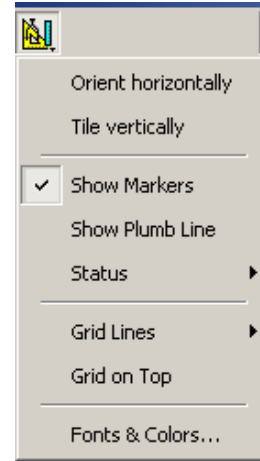 Orient horizontally
Tile vertically
Show Markers
Show Plumb Line
Status
Grid Lines
Grid on Top
Fonts & Colors...